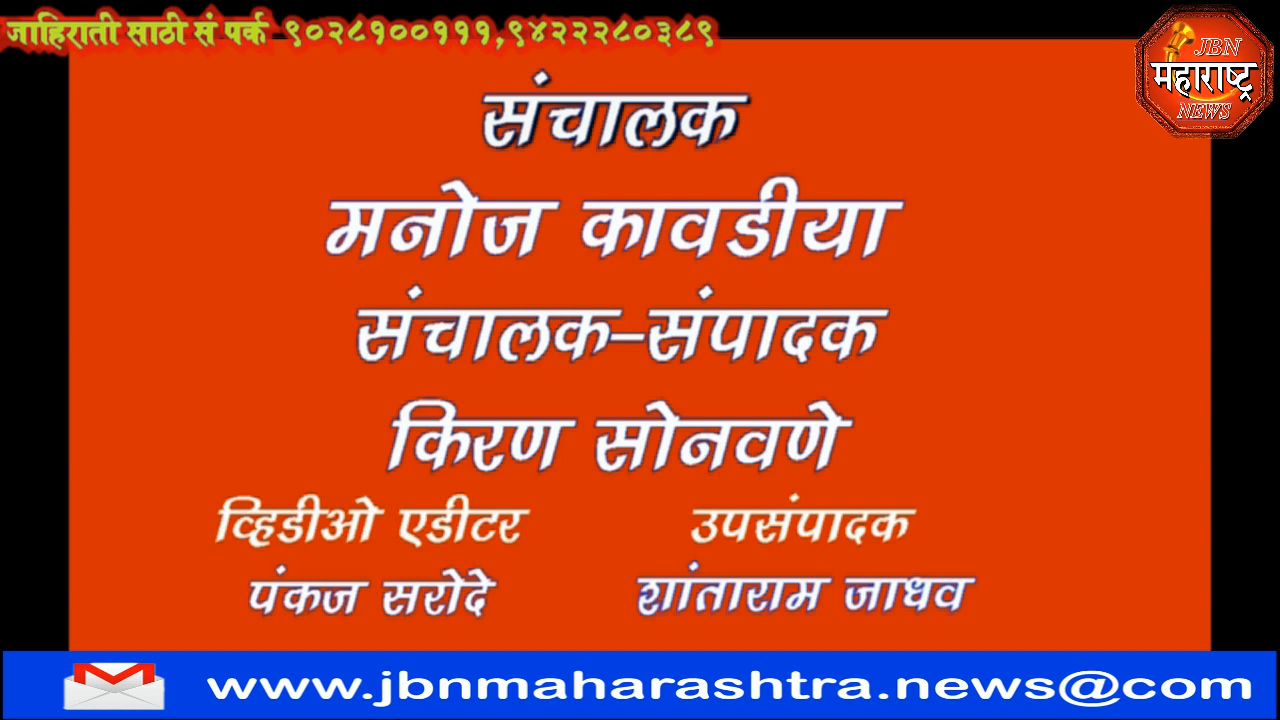 जाहिराती साठी सं पर्क ९०२८१००१११,९४२२२८०३८९
JBN
महाराष्ट्र
NEWS
संचालक
मनोज कावडीया
संचालक-संपादक
किरण सोनवणे
व्हिडीओ एडीटर उपसंपादक
पंकज सरोदे शांताराम जाधव
www.jbnmaharashtra.news@com